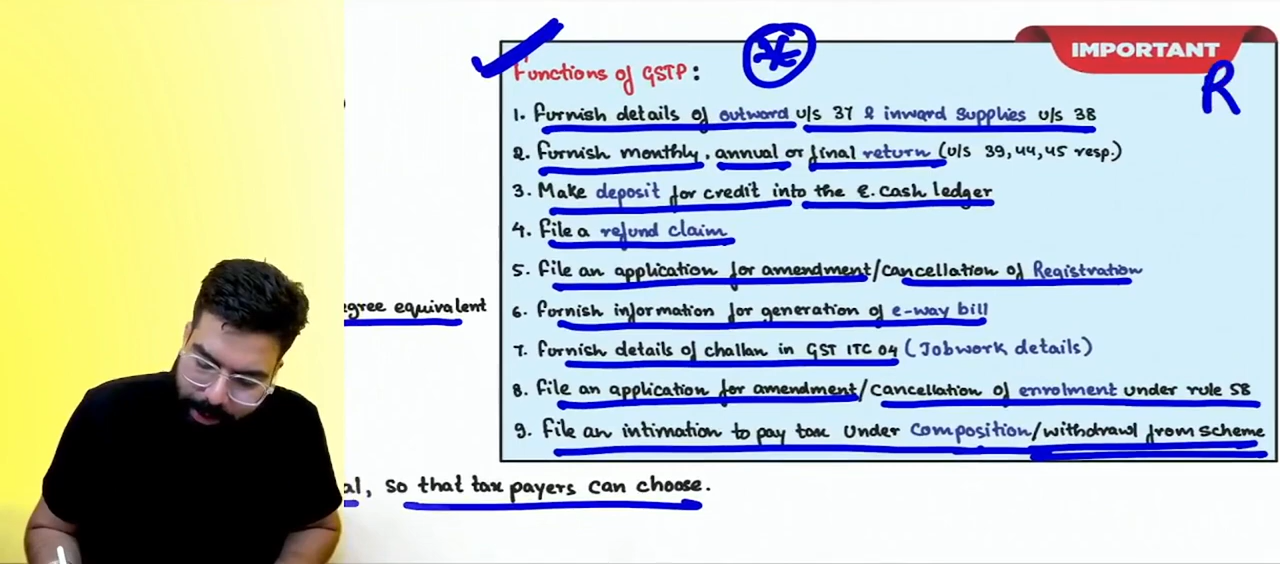 IMPORTANT
R
Functions of GSTP:
1. Furnish details of outward u/s 37 & inward supplies u/s 38
2. Furnish monthly, annual or final return (u/s 39, 44, 45 resp.)
3. Make deposit for credit into the E. Cash ledger
4. File a refund claim
5. File an application for amendment/cancellation of Registration
egree equivalent
6. Furnish information for generation of e-way bill
7. Furnish details of challan in GST ITC 04 (Jobwork details)
8. File an application for amendment/cancellation of enrolment under rule 58
9. File an intimation to pay tax under composition/withdrawl from scheme
al, so that tax payers can choose.